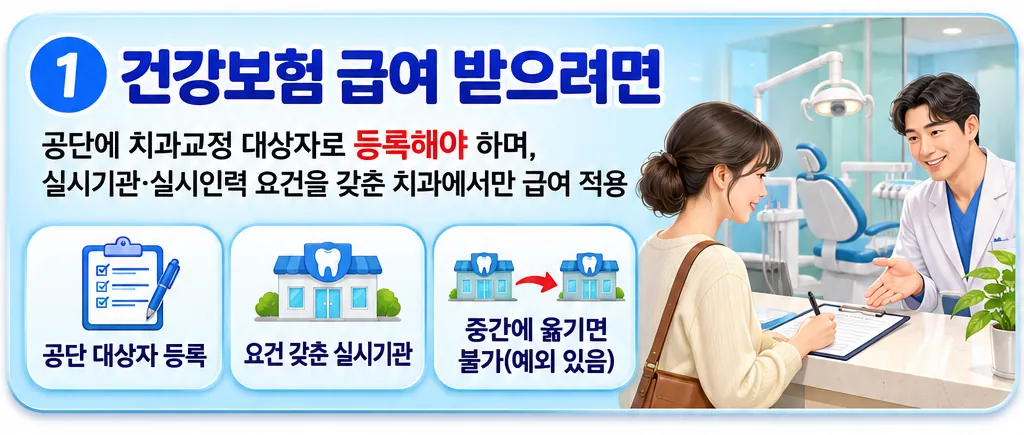 1 건강보험 급여 받으려면
공단에 치과교정 대상자로 등록해야 하며,
실시기관·실시인력 요건을 갖춘 치과에서만 급여 적용
공단 대상자 등록
요건 갖춘 실시기관
중간에 옮기면
불가(예외 있음)